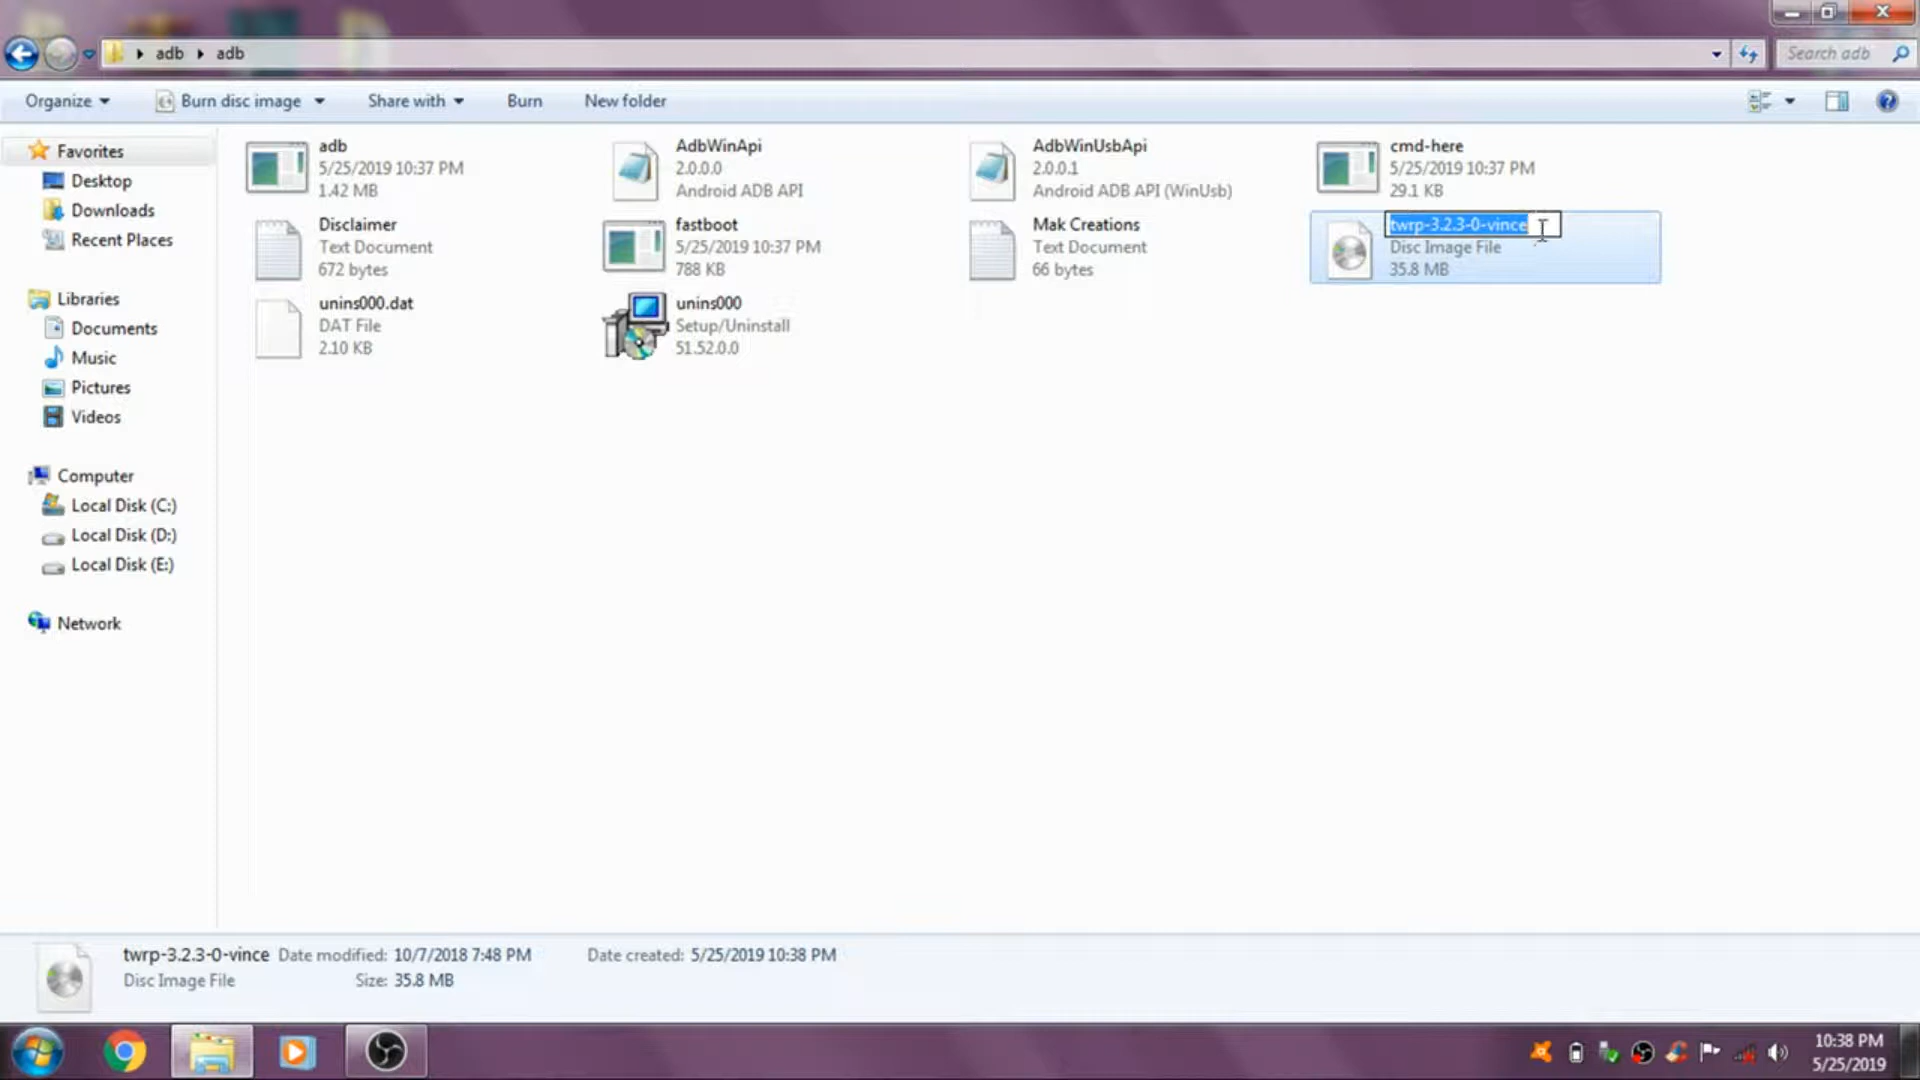 adb adb
Search adb
Organize Burn disc image Share with Burn New folder
Favorites
Desktop
Downloads
Recent Places
Libraries
Documents
Music
Pictures
Videos
Computer
Local Disk (C:)
Local Disk (D:)
Local Disk (E:)
Network
adb
5/25/2019 10:37 PM
1.42 MB
AdbWinApi
2.0.0.0
Android ADB API
AdbWinUsbApi
2.0.0.1
Android ADB API (WinUsb)
cmd-here
5/25/2019 10:37 PM
29.1 KB
Disclaimer
Text Document
672 bytes
fastboot
5/25/2019 10:37 PM
788 KB
Mak Creations
Text Document
66 bytes
twrp-3.2.3-0-vince
Disc Image File
35.8 MB
unins000.dat
DAT File
2.10 KB
unins000
Setup/Uninstall
51.52.0.0
twrp-3.2.3-0-vince Date modified: 10/7/2018 7:48 PM Date created: 5/25/2019 10:38 PM
Disc Image File Size: 35.8 MB
10:38 PM
5/25/2019